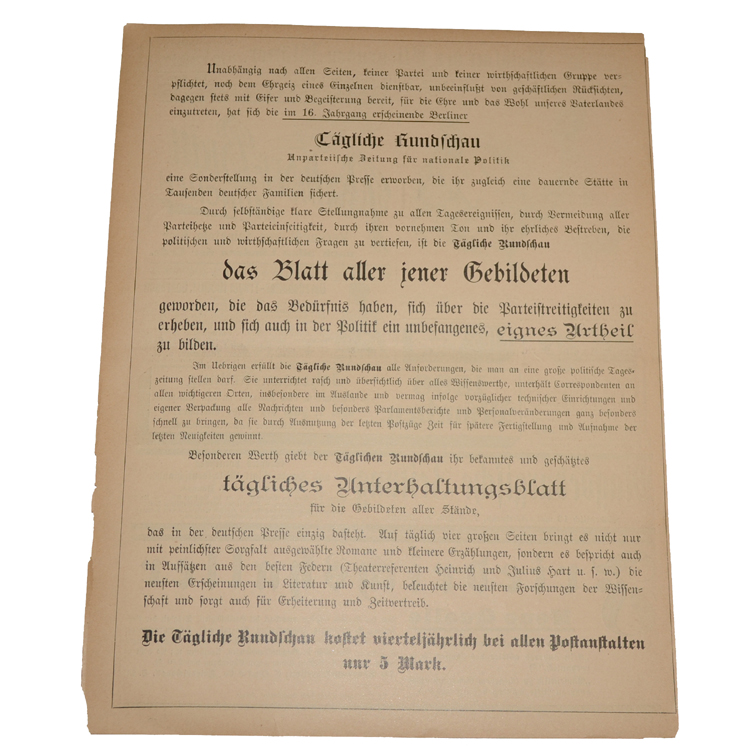 Unabhängig nach allen Seiten, keiner Partei und keiner wirthschaftlichen Gruppe ver-
pflichtet, noch dem Ehrgeiz eines Einzelnen dienstbar, unbeeinflußt von geschäftlichen Rücksichten,
dagegen stets mit Eifer und Begeisterung bereit, für die Ehre und das Wohl unseres Vaterlandes
einzutreten, hat sich die im 16. Jahrgang erscheinende Berliner
Tägliche Rundschau
Unparteiische Zeitung für nationale Politik
eine Sonderstellung in der deutschen Presse erworben, die ihr zugleich eine dauernde Stätte in
Tausenden deutscher Familien sichert.
Durch selbständige klare Stellungnahme zu allen Tagesereignissen, durch Vermeidung aller
Parteihetze und Parteieinseitigkeit, durch ihren vornehmen Ton und ihr ehrliches Bestreben, die
politischen und wirthschaftlichen Fragen zu vertiefen, ist die Tägliche Rundschau
das Blatt aller jener Gebildeten
geworden, die das Bedürfnis haben, sich über die Parteistreitigkeiten zu
erheben, und sich auch in der Politik ein unbefangenes, eignes Urtheil
zu bilden.
Im Uebrigen erfüllt die Tägliche Rundschau alle Anforderungen, die man an eine große politische Tages-
zeitung stellen darf. Sie unterrichtet rasch und übersichtlich über alles Wissenswerthe, unterhält Correspondenten an
allen wichtigeren Orten, insbesondere im Auslande und vermag infolge vorzüglicher technischer Einrichtungen und
eigener Verpackung alle Nachrichten und besonders Parlamentsberichte und Personalveränderungen ganz besonders
schnell zu bringen, da sie durch Ausnutzung der letzten Postzüge Zeit für spätere Fertigstellung und Aufnahme der
letzten Neuigkeiten gewinnt.
Besonderen Werth giebt der Täglichen Rundschau ihr bekanntes und geschätztes
tägliches Unterhaltungsblatt
für die Gebildeten aller Stände,
das in der deutschen Presse einzig dasteht. Auf täglich vier großen Seiten bringt es nicht nur
mit peinlichster Sorgfalt ausgewählte Romane und kleinere Erzählungen, sondern es bespricht auch
in Aufsätzen aus den besten Federn (Theaterreferenten Heinrich und Julius Hart u. s. w.) die
neusten Erscheinungen in Literatur und Kunst, beleuchtet die neusten Forschungen der Wissen-
schaft und sorgt auch für Erheiterung und Zeitvertreib.
Die Tägliche Rundschau kostet vierteljährlich bei allen Postanstalten
nur 5 Mark.